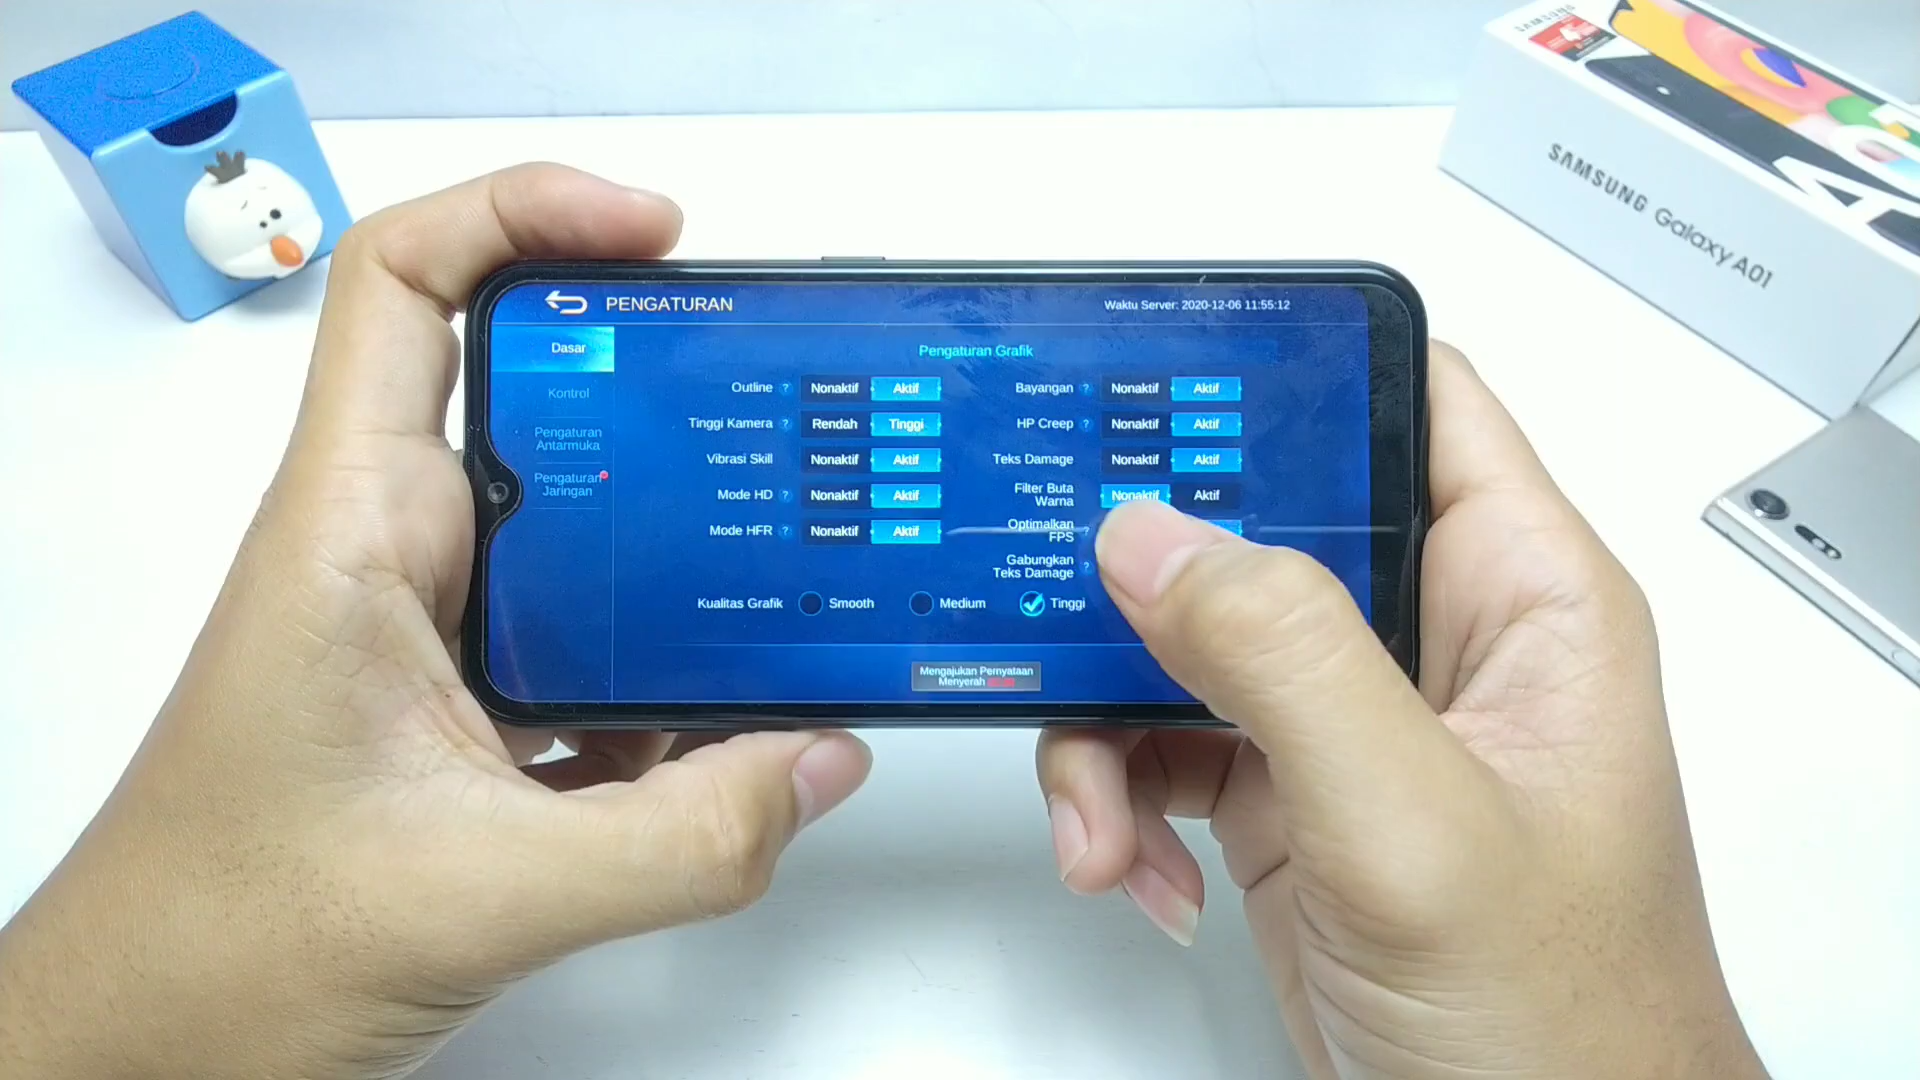 SAMSUNG
4
SAMSUNG Galaxy A01
PENGATURAN
Waktu Server: 2020-12-06 11:55:12
Dasar
Kontrol
Pengaturan
Antarmuka
Pengaturan
Jaringan
Pengaturan Grafik
Outline ? Nonaktif Aktif
Bayangan ? Nonaktif Aktif
Tinggi Kamera ? Rendah Tinggi
HP Creep ? Nonaktif Aktif
Vibrasi Skill Nonaktif Aktif
Teks Damage Nonaktif Aktif
Mode HD ? Nonaktif Aktif
Filter Buta
Warna Nonaktif Aktif
Mode HFR ? Nonaktif Aktif
Optimalkan
FPS ?
Gabungkan
Teks Damage ?
Kualitas Grafik Smooth Medium Tinggi
Mengajukan Pernyataan
Menyerah